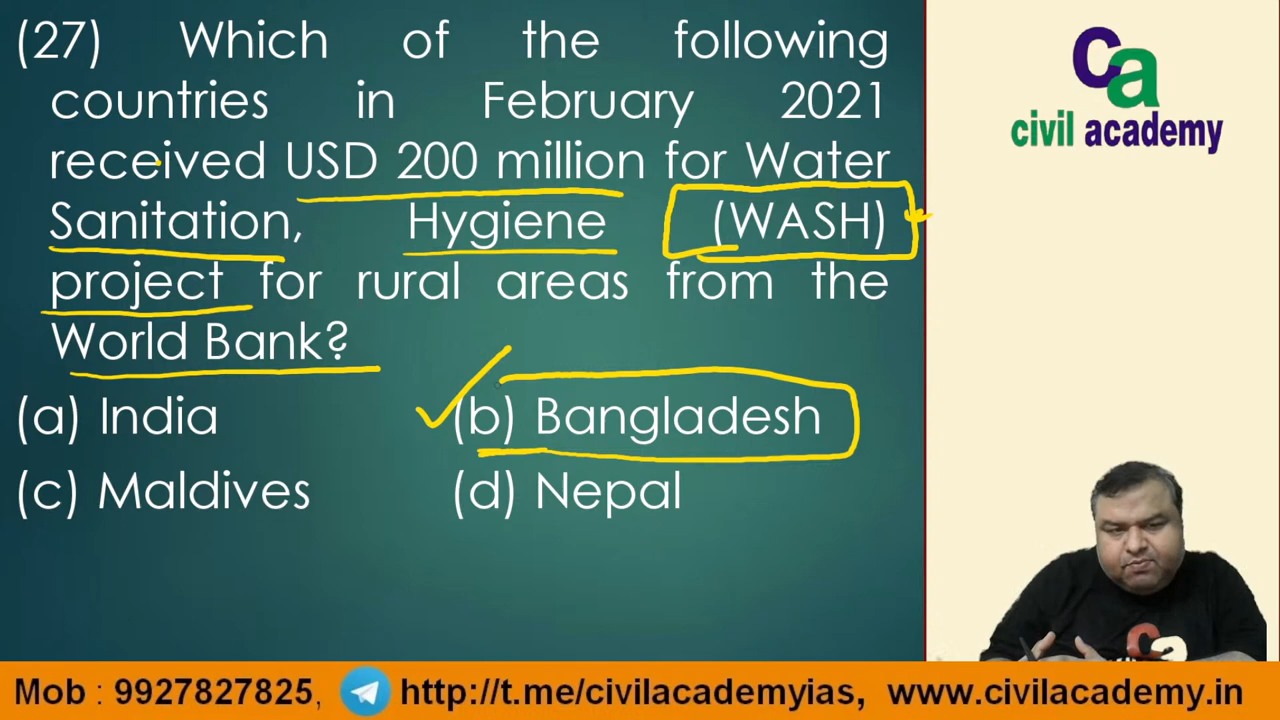 (27) Which of the following
countries in February 2021
received USD 200 million for Water
Sanitation, Hygiene (WASH)
project for rural areas from the
World Bank?
(a) India (b) Bangladesh
(c) Maldives (d) Nepal
ca
civil academy
Mob : 9927827825, http://t.me/civilacademyias, www.civilacademy.in